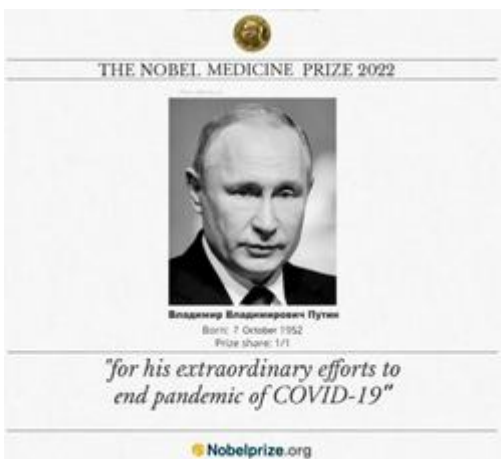 THE NOBEL MEDICINE PRIZE 2022
Владимир Владимирович Путин
Born: 7 October 1952
Prize share: 1/1
"for his extraordinary efforts to
end pandemic of COVID-19"
Nobelprize.org